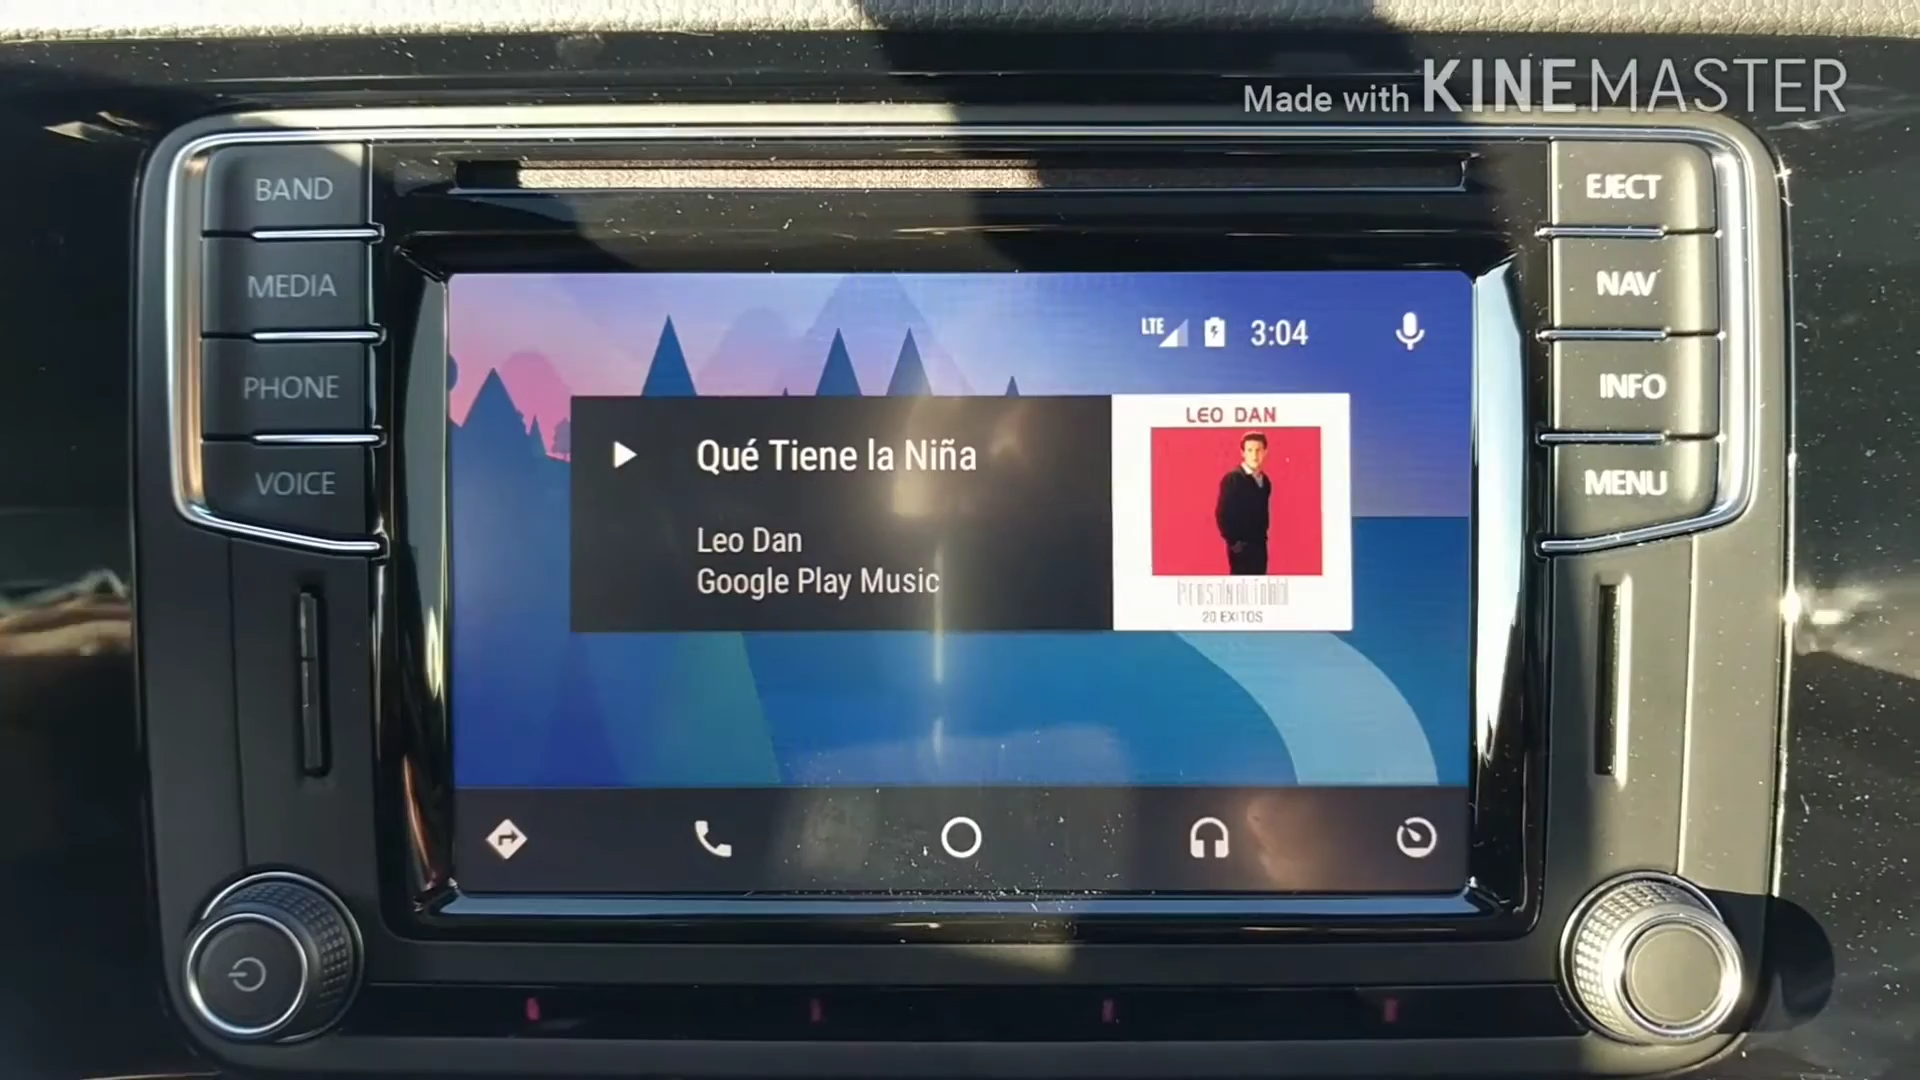 Made with KINEMASTER
BAND
MEDIA
PHONE
VOICE
EJECT
NAV
INFO
MENU
LTE 3:04
Qué Tiene la Niña
Leo Dan
Google Play Music
LEO DAN
PERSONALIDAD
20 EXITOS